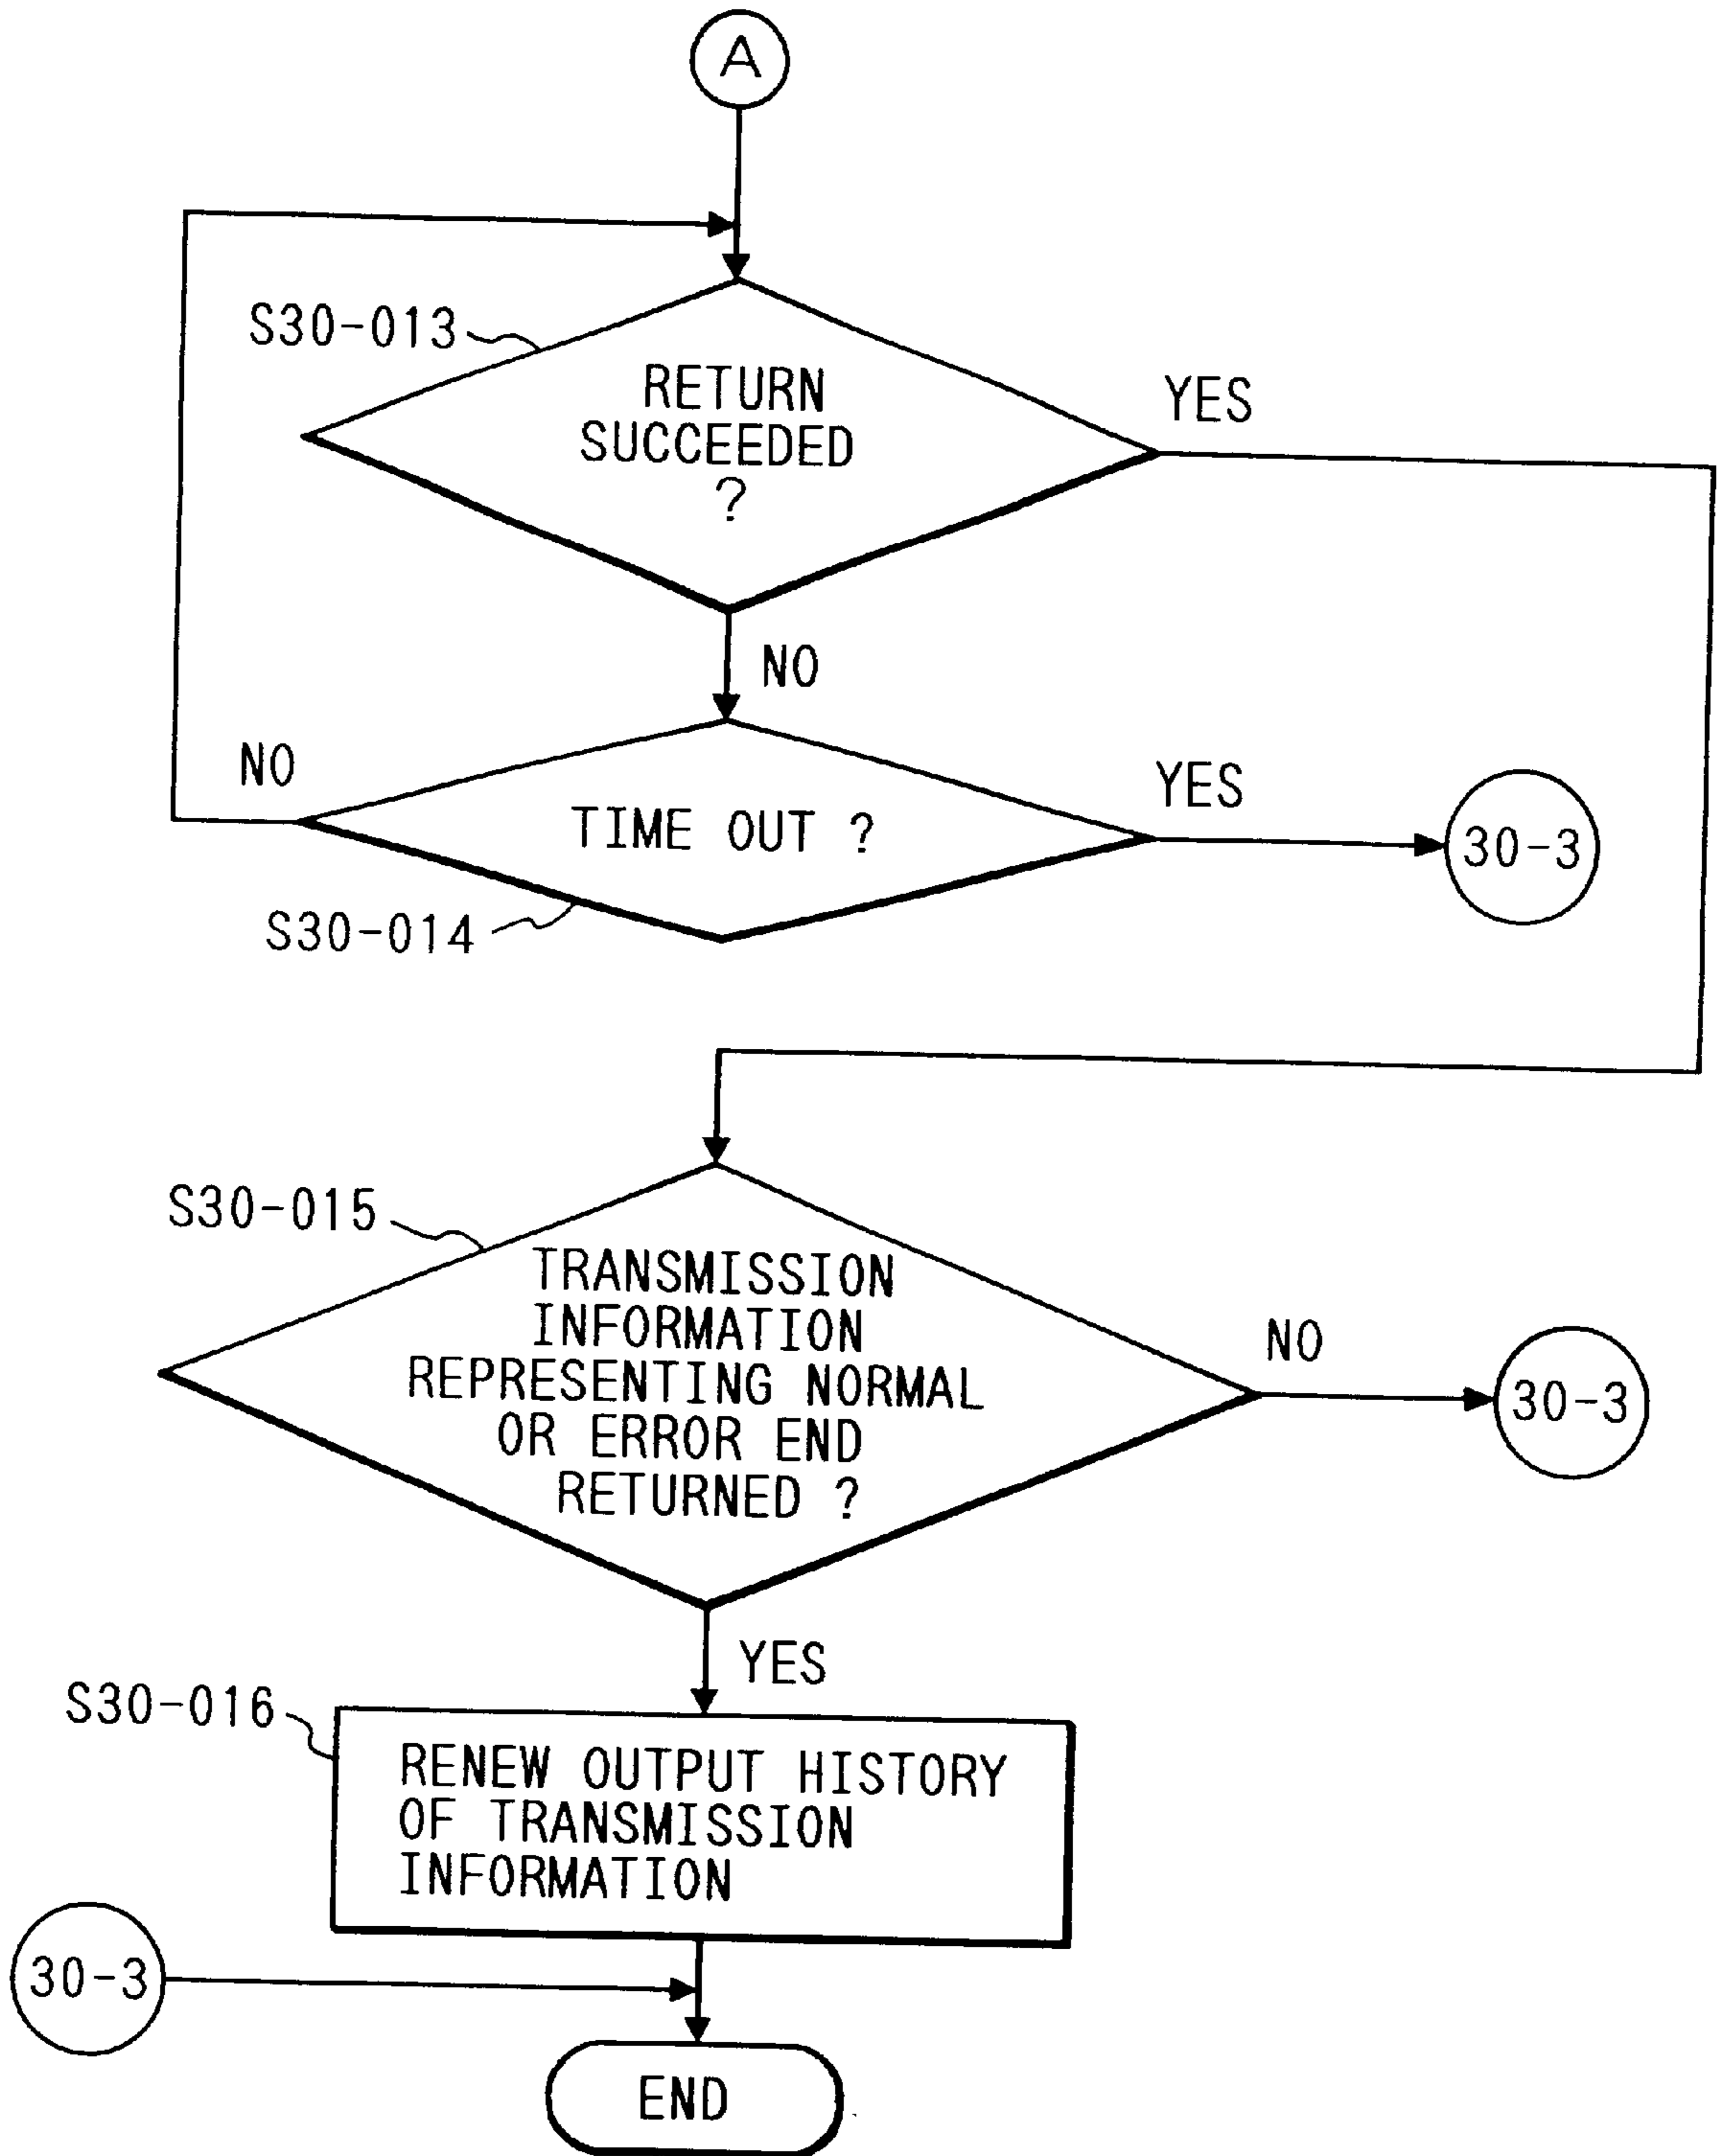 A
S30-013
RETURN
SUCCEEDED
?
YES
NO
NO
TIME OUT ?
YES
30-3
S30-014
S30-015
TRANSMISSION
INFORMATION
REPRESENTING NORMAL
OR ERROR END
RETURNED ?
NO
30-3
YES
S30-016
RENEW OUTPUT HISTORY
OF TRANSMISSION
INFORMATION
30-3
END